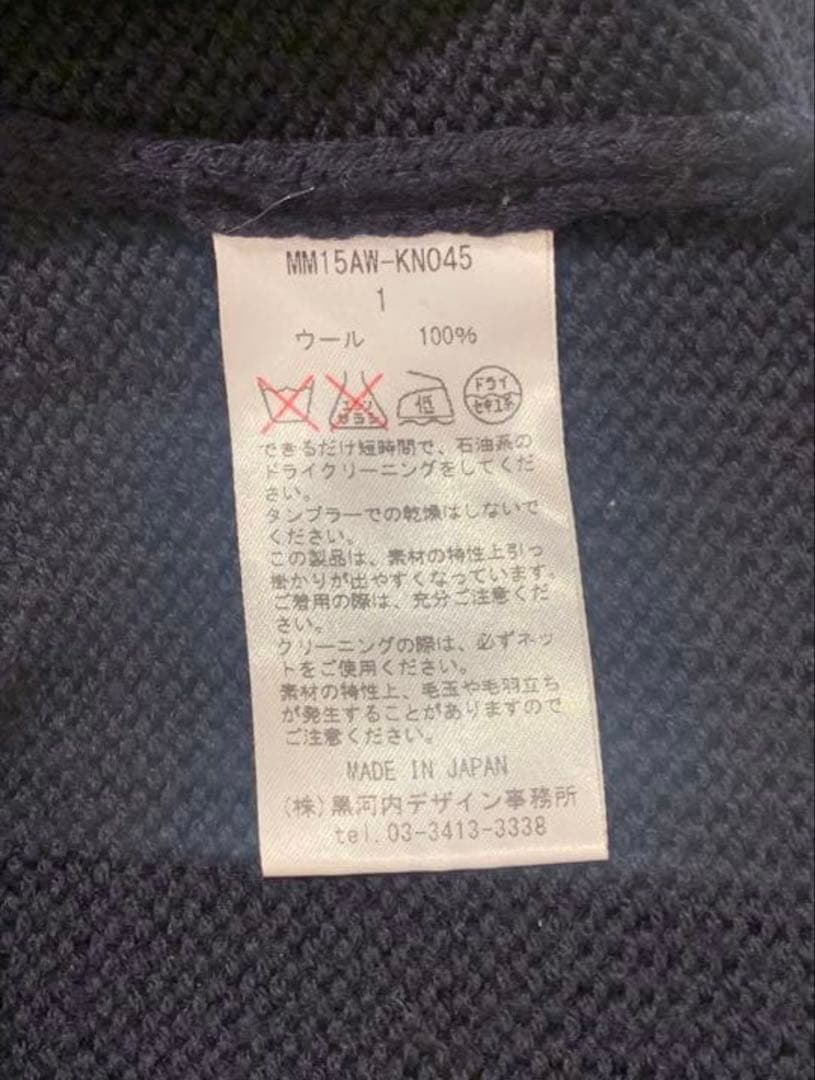 MM15AW-KN045
1
ウール 100%
エンソ
サラシ
低
ドライ
セキユ系
できるだけ短時間で、石油系の
ドライクリーニングをしてくだ
さい。
タンブラーでの乾燥はしないで
ください。
この製品は、素材の特性上引っ
掛かりが出やすくなっています。
ご着用の際は、充分ご注意くだ
さい。
クリーニングの際は、必ずネッ
トをご使用ください。
素材の特性上、毛玉や毛羽立ち
が発生することがありますので
ご注意ください。
MADE IN JAPAN
(株)黒河内デザイン事務所
tel.03-3413-3338